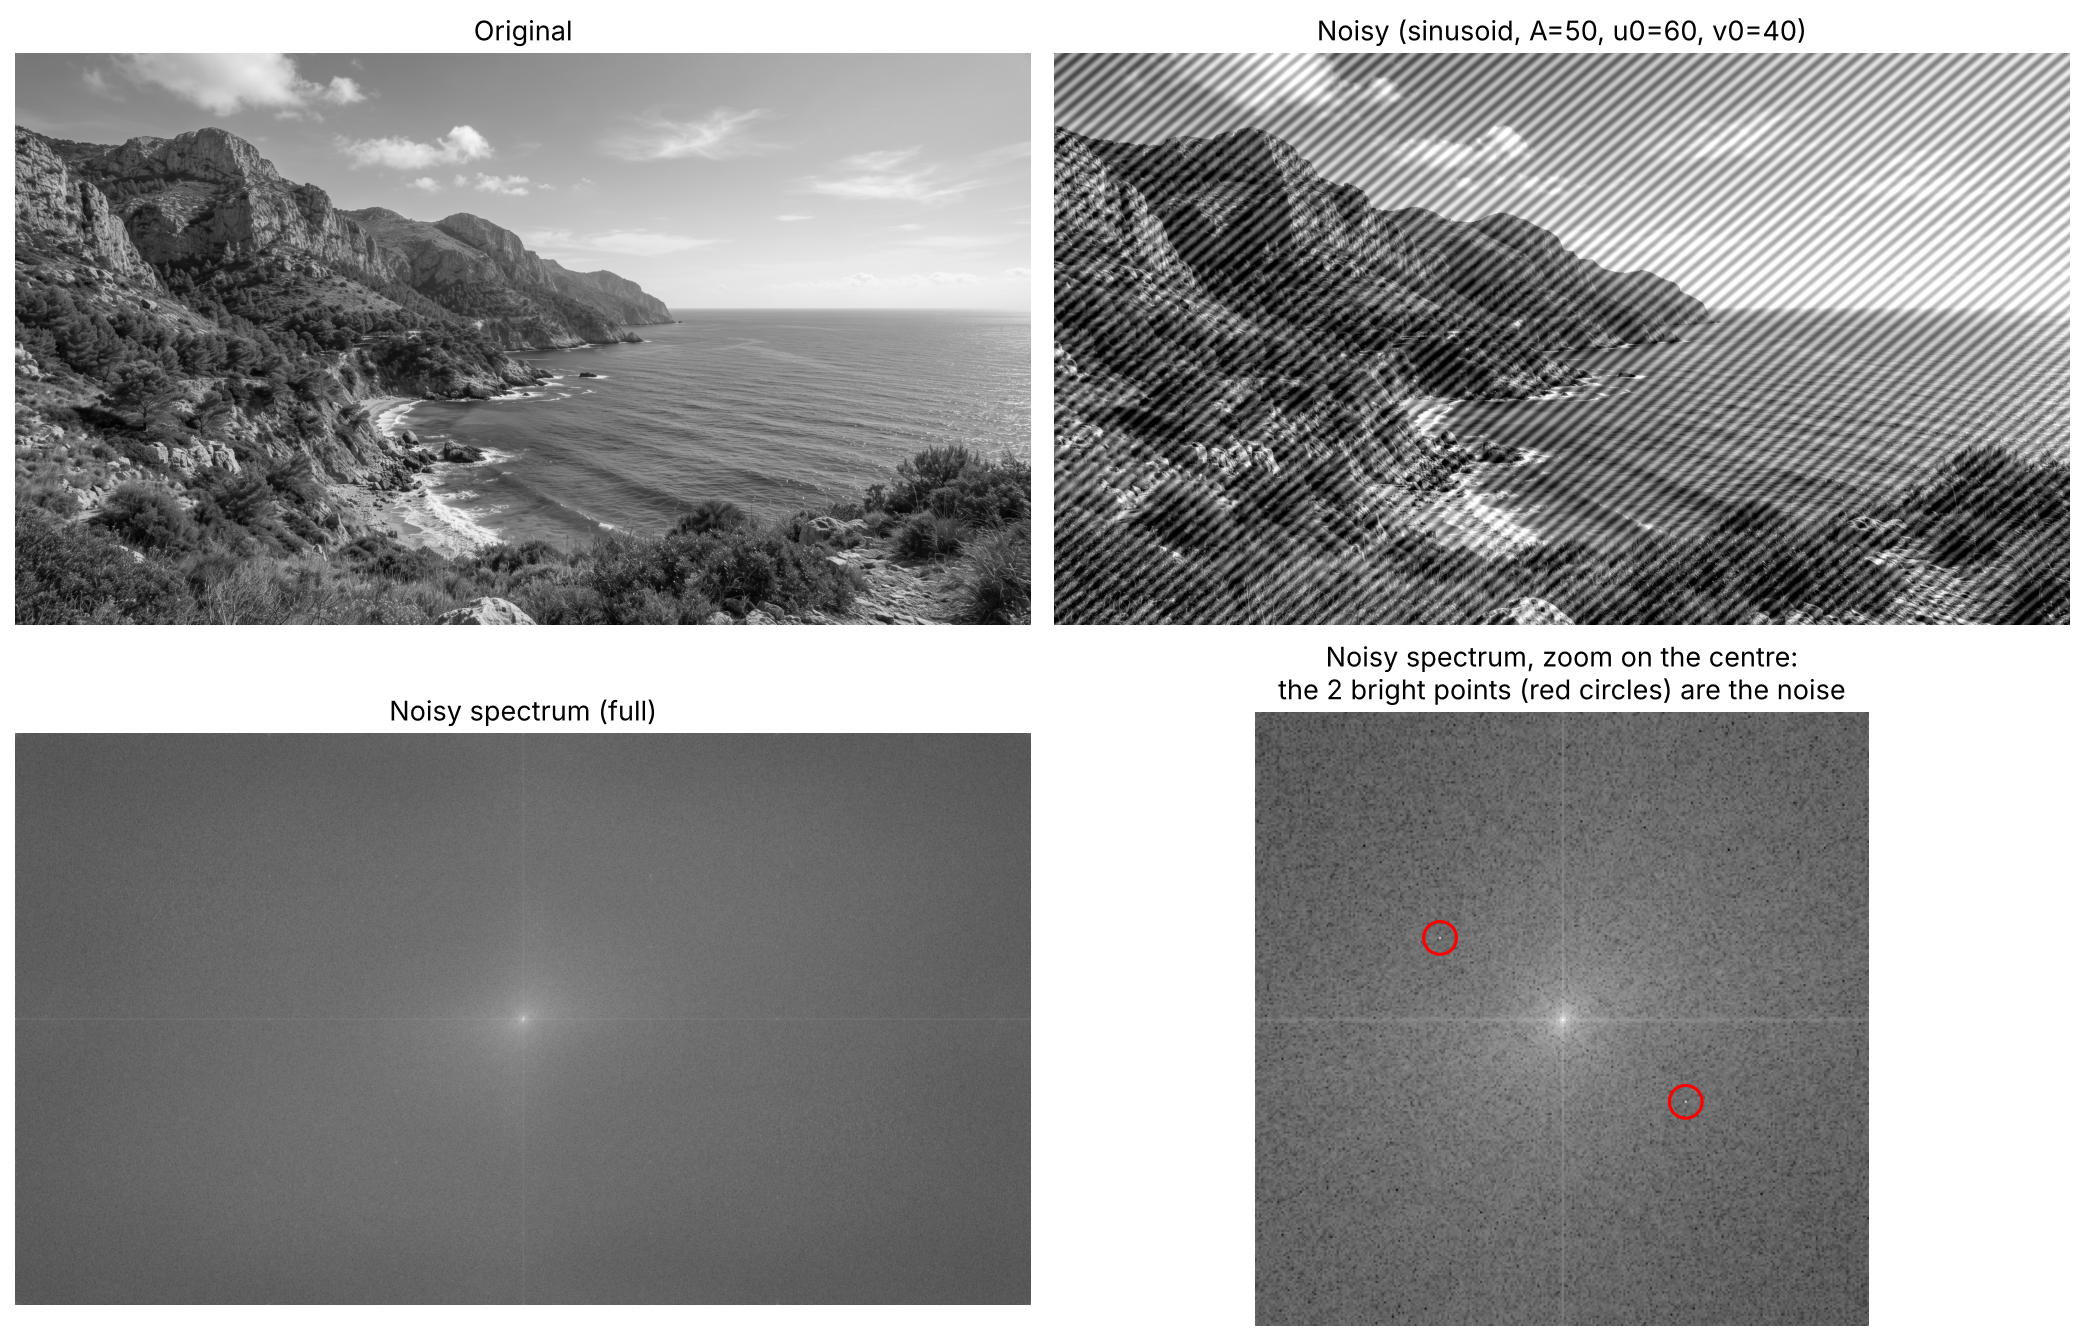 Original
Noisy (sinusoid, A=50, u0=60, v0=40)
Noisy spectrum (full)
Noisy spectrum, zoom on the centre:
the 2 bright points (red circles) are the noise